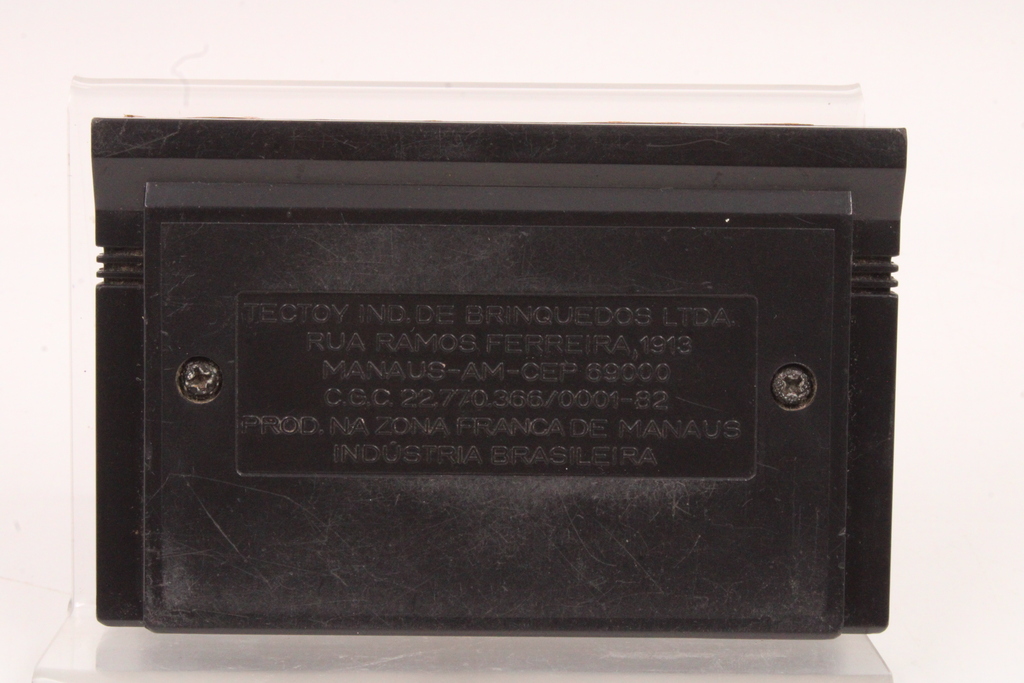 TECTOY IND. DE BRINQUEDOS LTDA.
RUA RAMOS FERREIRA, 1913
MANAUS-AM-CEP 69000
C.G.C. 22.770.366/0001-82
PROD. NA ZONA FRANCA DE MANAUS
INDÚSTRIA BRASILEIRA